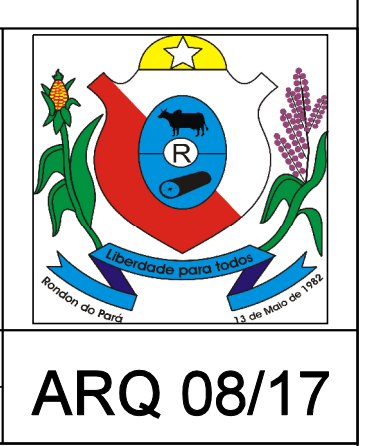 R
Liberdade para todos
Rondon do Pará
13 de Maio de 1982
ARQ 08/17